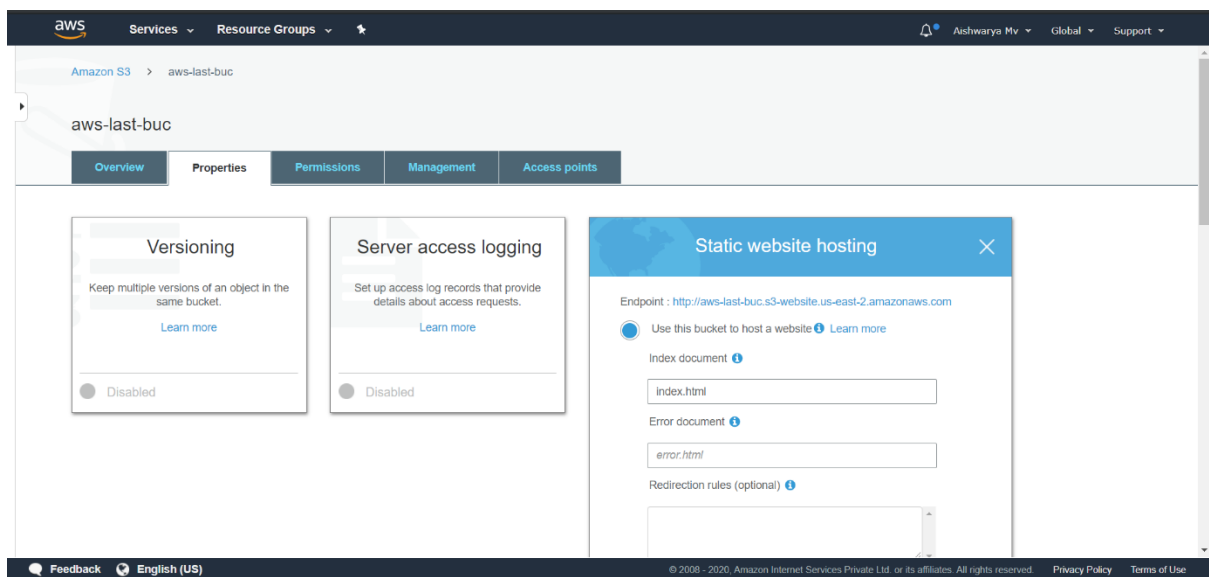 aws Services Resource Groups Aishwarya Mv Global Support
Amazon S3 > aws-last-buc
aws-last-buc
Overview Properties Permissions Management Access points
Versioning
Keep multiple versions of an object in the
same bucket.
Learn more
Disabled
Server access logging
Set up access log records that provide
details about access requests.
Learn more
Disabled
Static website hosting
Endpoint : http://aws-last-buc.s3-website.us-east-2.amazonaws.com
Use this bucket to host a website Learn more
Index document
index.html
Error document
error.html
Redirection rules (optional)
Feedback English (US) © 2008 - 2020, Amazon Internet Services Private Ltd. or its affiliates. All rights reserved. Privacy Policy Terms of Use